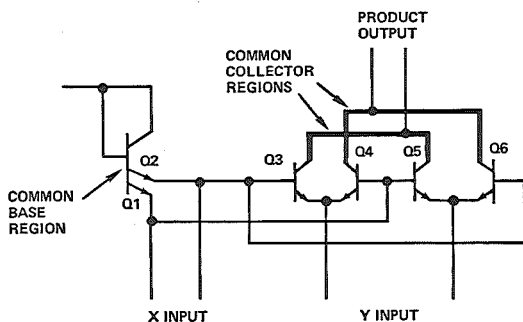 PRODUCT
OUTPUT
COMMON
COLLECTOR
REGIONS
Q2
Q3
Q4
Q5
Q6
COMMON
BASE
REGION
Q1
X INPUT
Y INPUT